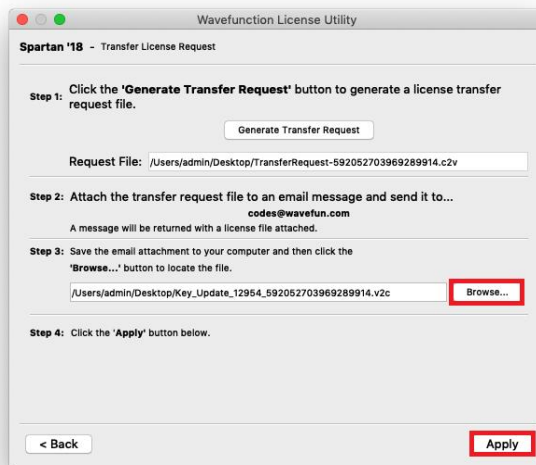 Wavefunction License Utility
Spartan '18 - Transfer License Request
Step 1: Click the 'Generate Transfer Request' button to generate a license transfer
request file.
Generate Transfer Request
Request File: /Users/admin/Desktop/TransferRequest-592052703969289914.c2v
Step 2: Attach the transfer request file to an email message and send it to...
codes@wavefun.com
A message will be returned with a license file attached.
Step 3: Save the email attachment to your computer and then click the
'Browse...' button to locate the file.
/Users/admin/Desktop/Key_Update_12954_592052703969289914.v2c
Browse...
Step 4: Click the 'Apply' button below.
< Back
Apply